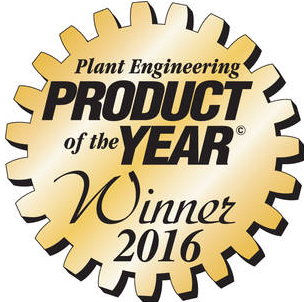 Plant Engineering
PRODUCT
of the YEAR©
Winner
2016